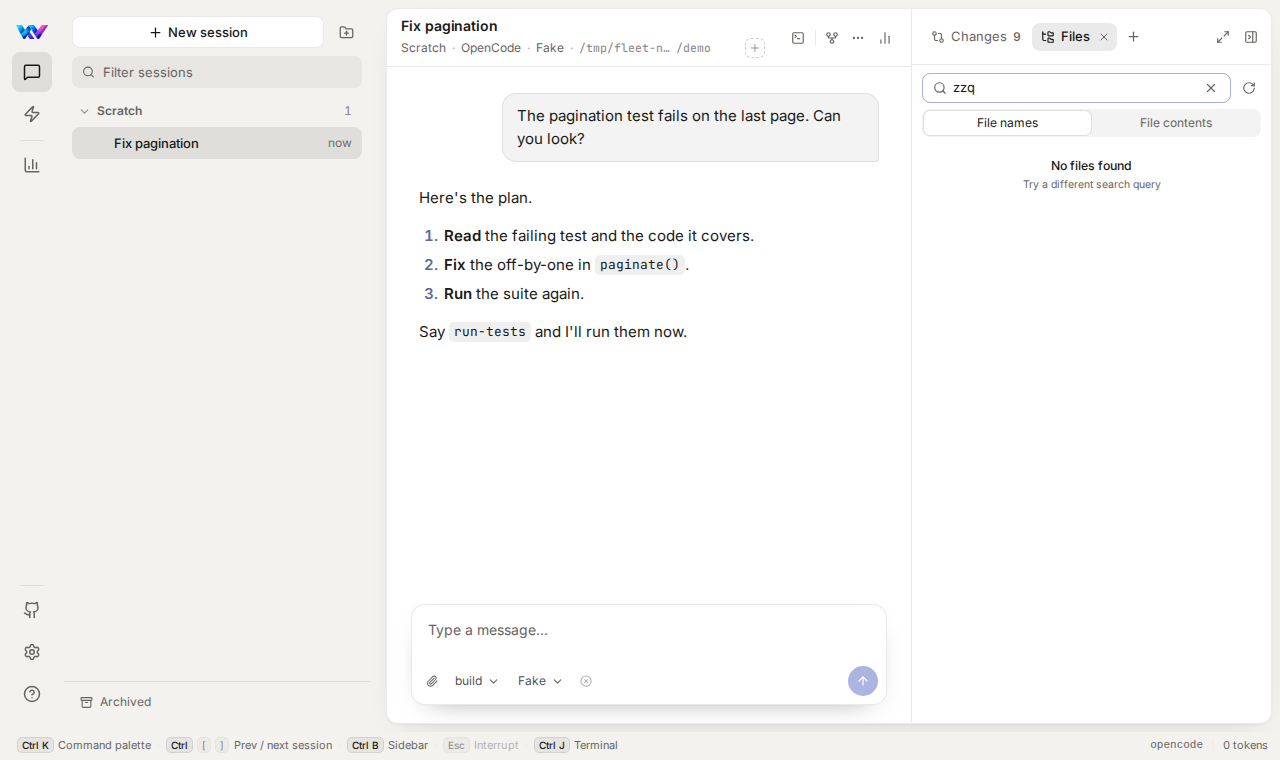 New session
Filter sessions
Scratch 1
Fix pagination now
Archived
Fix pagination
Scratch · OpenCode · Fake · /tmp/fleet-n… /demo
The pagination test fails on the last page. Can
you look?
Here's the plan.
1. Read the failing test and the code it covers.
2. Fix the off-by-one in paginate().
3. Run the suite again.
Say run-tests and I'll run them now.
Type a message...
build Fake
Changes 9 Files
zzq
File names File contents
No files found
Try a different search query
Ctrl K Command palette Ctrl [ ] Prev / next session Ctrl B Sidebar Esc Interrupt Ctrl J Terminal opencode 0 tokens